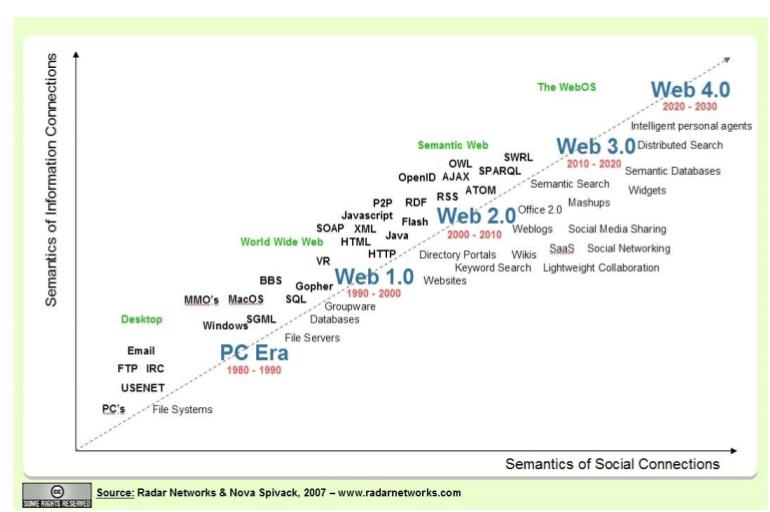 Semantics of Information Connections
The WebOS
Web 4.0
2020 - 2030
Intelligent personal agents
Semantic Web
Web 3.0
Distributed Search
2010 - 2020
SWRL
OWL
SPARQL
Semantic Databases
OpenID AJAX
Semantic Search
Widgets
ATOM
RSS
Mashups
P2P RDF
Office 2.0
Javascript
Web 2.0
Flash
2000 - 2010
Weblogs
Social Media Sharing
SOAP XML
Java
World Wide Web
HTML
SaaS
Social Networking
HTTP
Directory Portals
Wikis
VR
Keyword Search
Lightweight Collaboration
Web 1.0
Websites
BBS
Gopher
1990 - 2000
MMO's MacOS
SQL
Groupware
Desktop
SGML
Databases
Windows
File Servers
Email
PC Era
FTP IRC
1980 - 1990
USENET
PC's
File Systems
Semantics of Social Connections
cc
SOME RIGHTS RESERVED
Source: Radar Networks & Nova Spivack, 2007 – www.radarnetworks.com